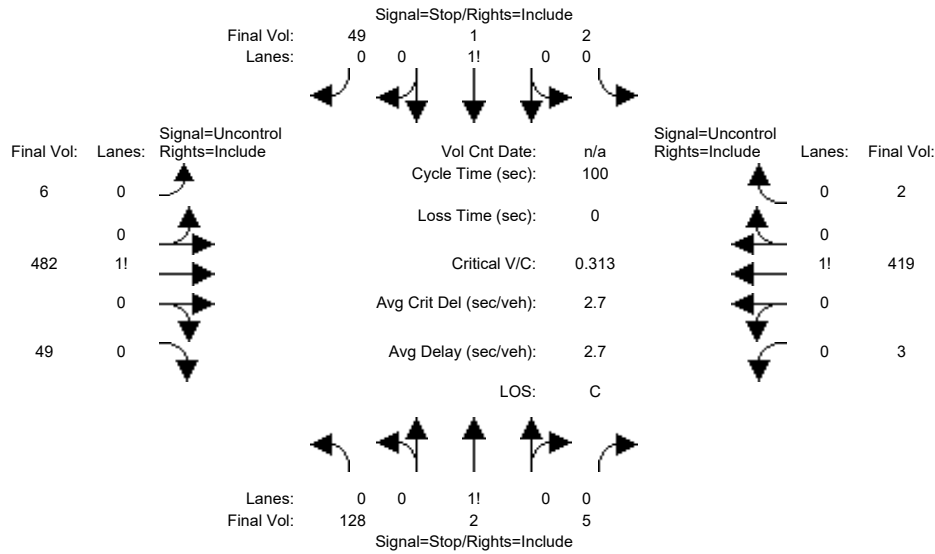 Signal=Stop/Rights=Include
Final Vol: 49 1 2
Lanes: 0 0 1! 0 0
Signal=Uncontrol Signal=Uncontrol
Final Vol: Lanes: Rights=Include Vol Cnt Date: n/a Rights=Include Lanes: Final Vol:
Cycle Time (sec): 100
6 0 0 2
Loss Time (sec): 0
0 0
482 1! Critical V/C: 0.313 1! 419
0 Avg Crit Del (sec/veh): 2.7 0
49 0 Avg Delay (sec/veh): 2.7 0 3
LOS: C
Lanes: 0 0 1! 0 0
Final Vol: 128 2 5
Signal=Stop/Rights=Include